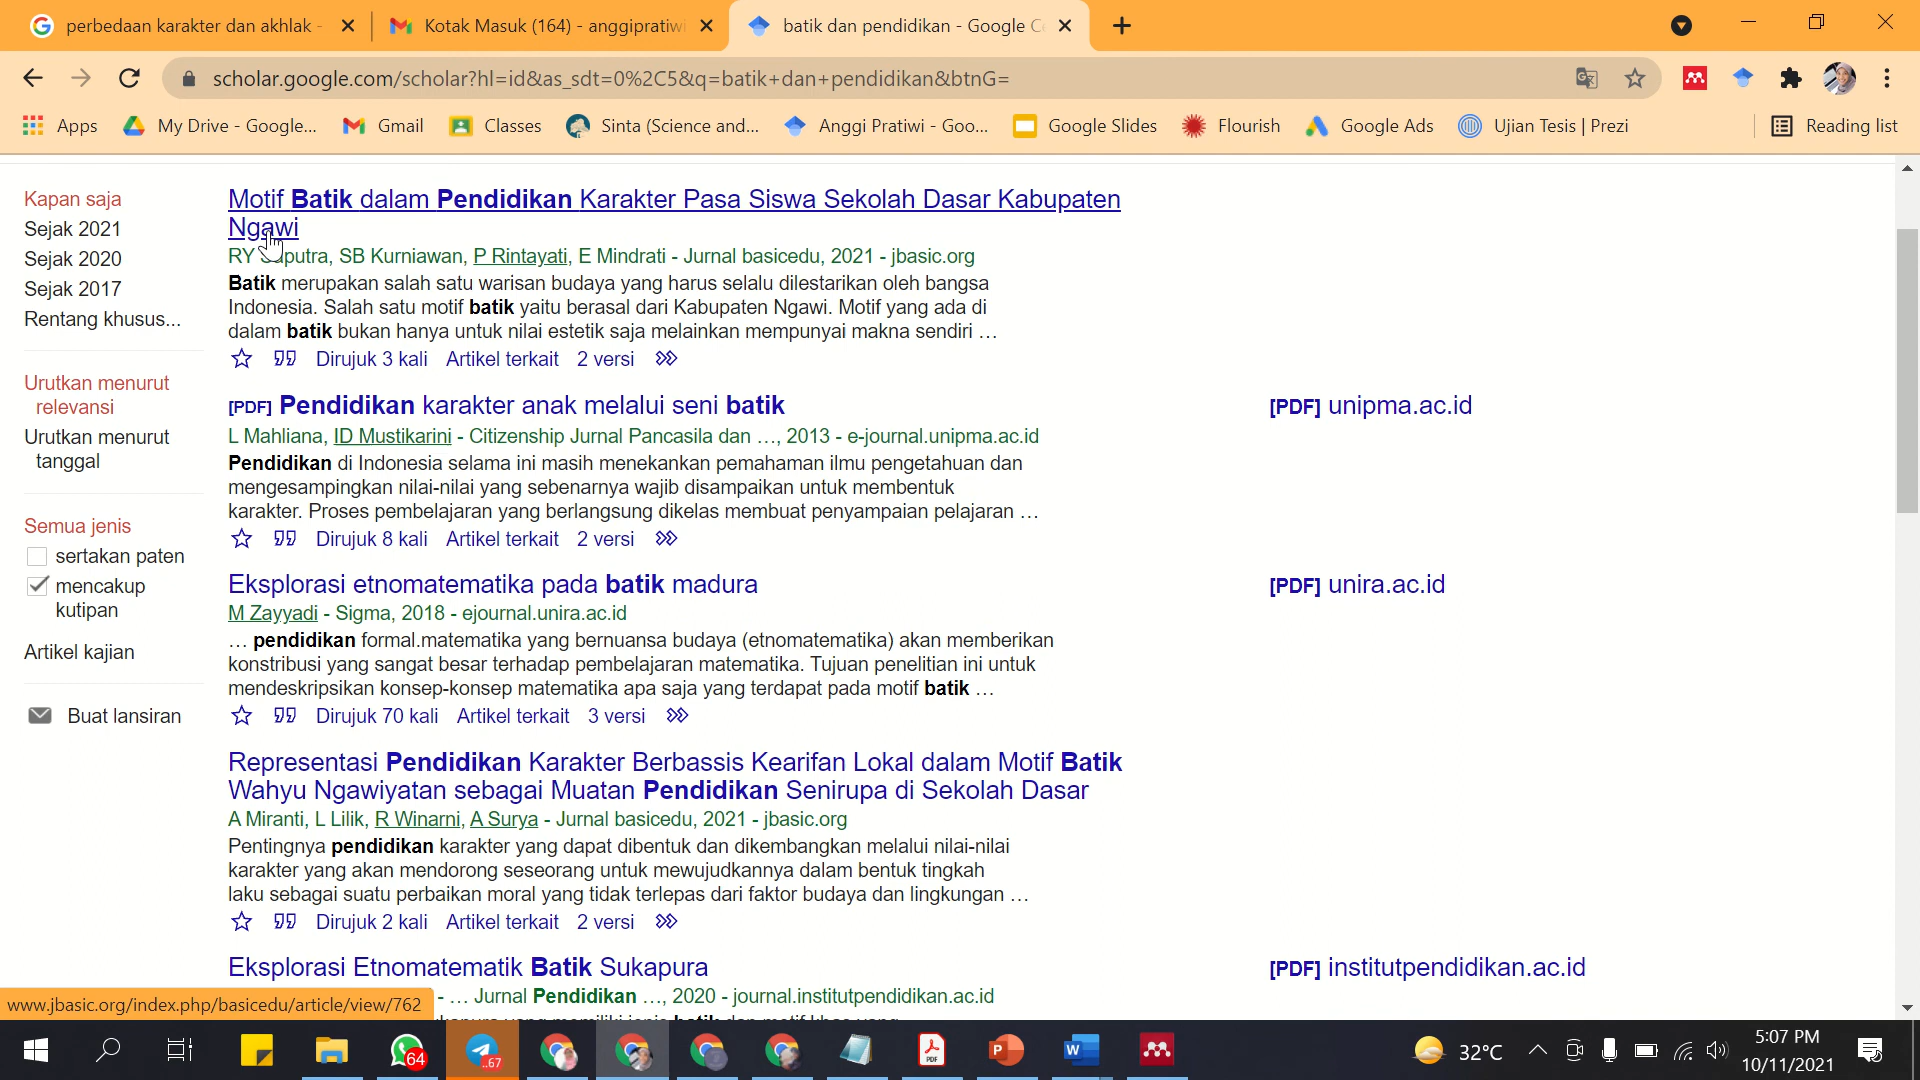 perbedaan karakter dan akhlak -
Kotak Masuk (164) - anggipratiwi
batik dan pendidikan - Google C
scholar.google.com/scholar?hl=id&as_sdt=0%2C5&q=batik+dan+pendidikan&btnG=
Apps
My Drive - Google...
Gmail
Classes
Sinta (Science and...
Anggi Pratiwi - Goo...
Google Slides
Flourish
Google Ads
Ujian Tesis | Prezi
Reading list
Kapan saja
Sejak 2021
Sejak 2020
Sejak 2017
Rentang khusus...
Urutkan menurut
relevansi
Urutkan menurut
tanggal
Semua jenis
sertakan paten
mencakup
kutipan
Artikel kajian
Buat lansiran
Motif Batik dalam Pendidikan Karakter Pasa Siswa Sekolah Dasar Kabupaten
Ngawi
RY Saputra, SB Kurniawan, P Rintayati, E Mindrati - Jurnal basicedu, 2021 - jbasic.org
Batik merupakan salah satu warisan budaya yang harus selalu dilestarikan oleh bangsa
Indonesia. Salah satu motif batik yaitu berasal dari Kabupaten Ngawi. Motif yang ada di
dalam batik bukan hanya untuk nilai estetik saja melainkan mempunyai makna sendiri …
Dirujuk 3 kali Artikel terkait 2 versi
[PDF] Pendidikan karakter anak melalui seni batik
L Mahliana, ID Mustikarini - Citizenship Jurnal Pancasila dan …, 2013 - e-journal.unipma.ac.id
Pendidikan di Indonesia selama ini masih menekankan pemahaman ilmu pengetahuan dan
mengesampingkan nilai-nilai yang sebenarnya wajib disampaikan untuk membentuk
karakter. Proses pembelajaran yang berlangsung dikelas membuat penyampaian pelajaran …
Dirujuk 8 kali Artikel terkait 2 versi
[PDF] unipma.ac.id
Eksplorasi etnomatematika pada batik madura
M Zayyadi - Sigma, 2018 - ejournal.unira.ac.id
… pendidikan formal.matematika yang bernuansa budaya (etnomatematika) akan memberikan
konstribusi yang sangat besar terhadap pembelajaran matematika. Tujuan penelitian ini untuk
mendeskripsikan konsep-konsep matematika apa saja yang terdapat pada motif batik …
Dirujuk 70 kali Artikel terkait 3 versi
[PDF] unira.ac.id
Representasi Pendidikan Karakter Berbassis Kearifan Lokal dalam Motif Batik
Wahyu Ngawiyatan sebagai Muatan Pendidikan Senirupa di Sekolah Dasar
A Miranti, L Lilik, R Winarni, A Surya - Jurnal basicedu, 2021 - jbasic.org
Pentingnya pendidikan karakter yang dapat dibentuk dan dikembangkan melalui nilai-nilai
karakter yang akan mendorong seseorang untuk mewujudkannya dalam bentuk tingkah
laku sebagai suatu perbaikan moral yang tidak terlepas dari faktor budaya dan lingkungan …
Dirujuk 2 kali Artikel terkait 2 versi
Eksplorasi Etnomatematik Batik Sukapura
- … Jurnal Pendidikan …, 2020 - journal.institutpendidikan.ac.id
[PDF] institutpendidikan.ac.id
www.jbasic.org/index.php/basicedu/article/view/762
64
..67
PDF
32°C
5:07 PM
10/11/2021